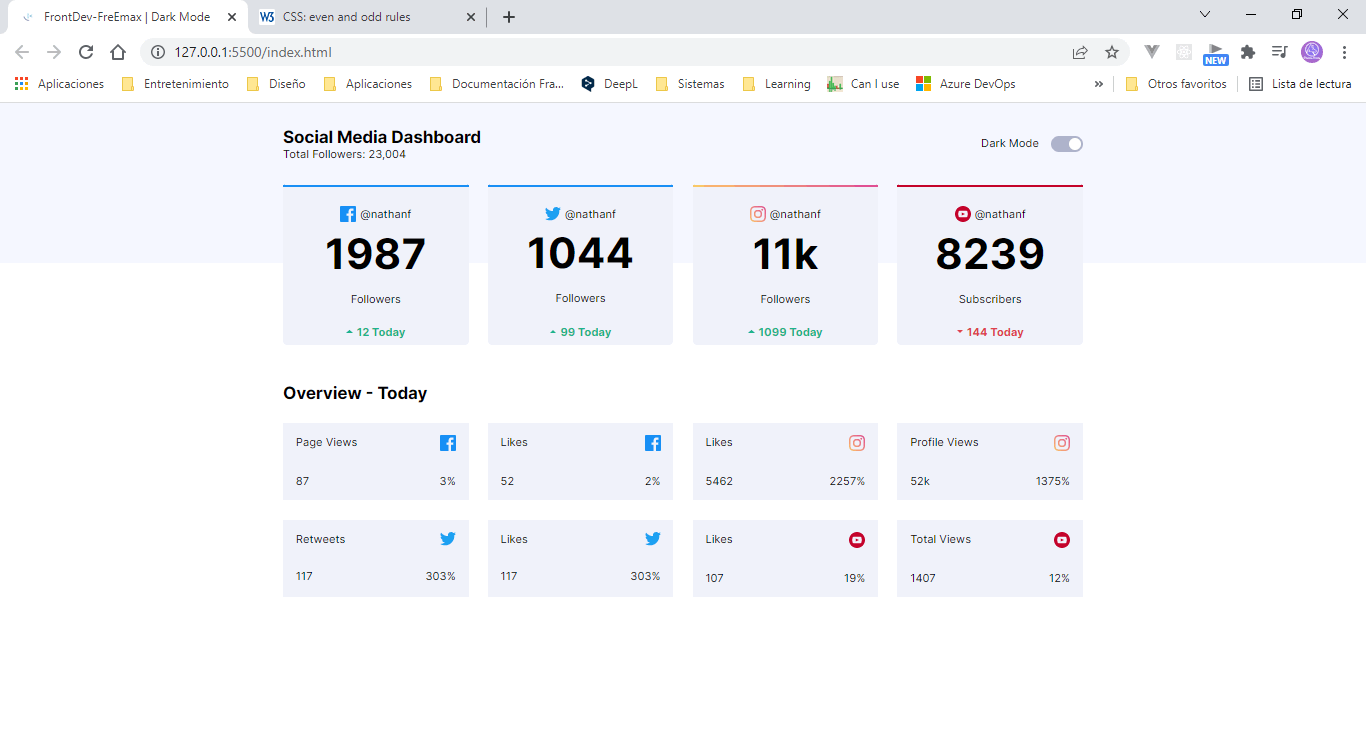 FrontDev-FreEmax | Dark Mode
W3 CSS: even and odd rules
127.0.0.1:5500/index.html
NEW
Aplicaciones Entretenimiento Diseño Aplicaciones Documentación Fra... DeepL Sistemas Learning Can I use Azure DevOps » Otros favoritos Lista de lectura
Social Media Dashboard
Total Followers: 23,004
Dark Mode
@nathanf
1987
Followers
12 Today
@nathanf
1044
Followers
99 Today
@nathanf
11k
Followers
1099 Today
@nathanf
8239
Subscribers
144 Today
Overview - Today
Page Views
87 3%
Likes
52 2%
Likes
5462 2257%
Profile Views
52k 1375%
Retweets
117 303%
Likes
117 303%
Likes
107 19%
Total Views
1407 12%